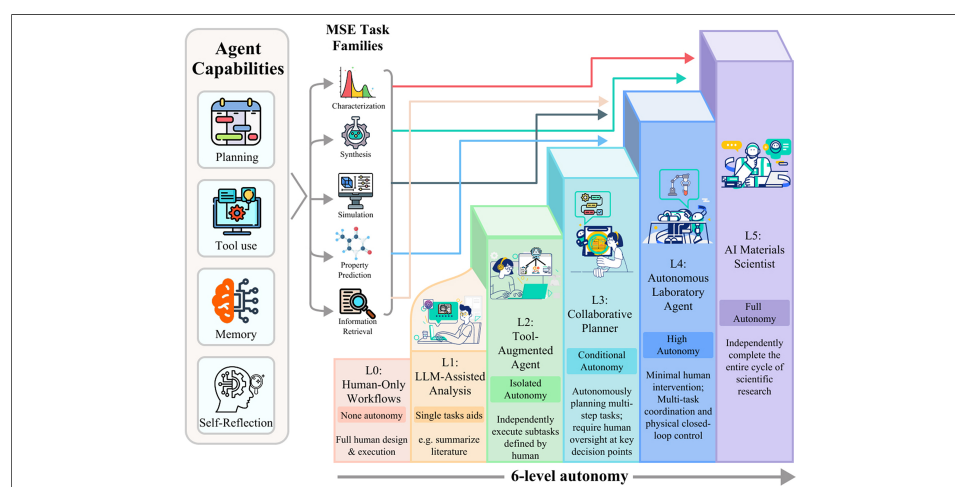 Agent
Capabilities
Planning
Tool use
Memory
Self-Reflection
MSE Task
Families
Characterization
Synthesis
Simulation
Property
Prediction
Information
Retrieval
L0:
Human-Only
Workflows
None autonomy
Full human design
& execution
L1:
LLM-Assisted
Analysis
Single tasks aids
e.g. summarize
literature
L2:
Tool-
Augmented
Agent
Isolated
Autonomy
Independently
execute subtasks
defined by
human
L3:
Collaborative
Planner
Conditional
Autonomy
Autonomously
planning multi-
step tasks;
require human
oversight at key
decision points
L4:
Autonomous
Laboratory
Agent
High
Autonomy
Minimal human
intervention;
Multi-task
coordination and
physical closed-
loop control
L5:
AI Materials
Scientist
Full
Autonomy
Independently
complete the
entire cycle of
scientific
research
6-level autonomy